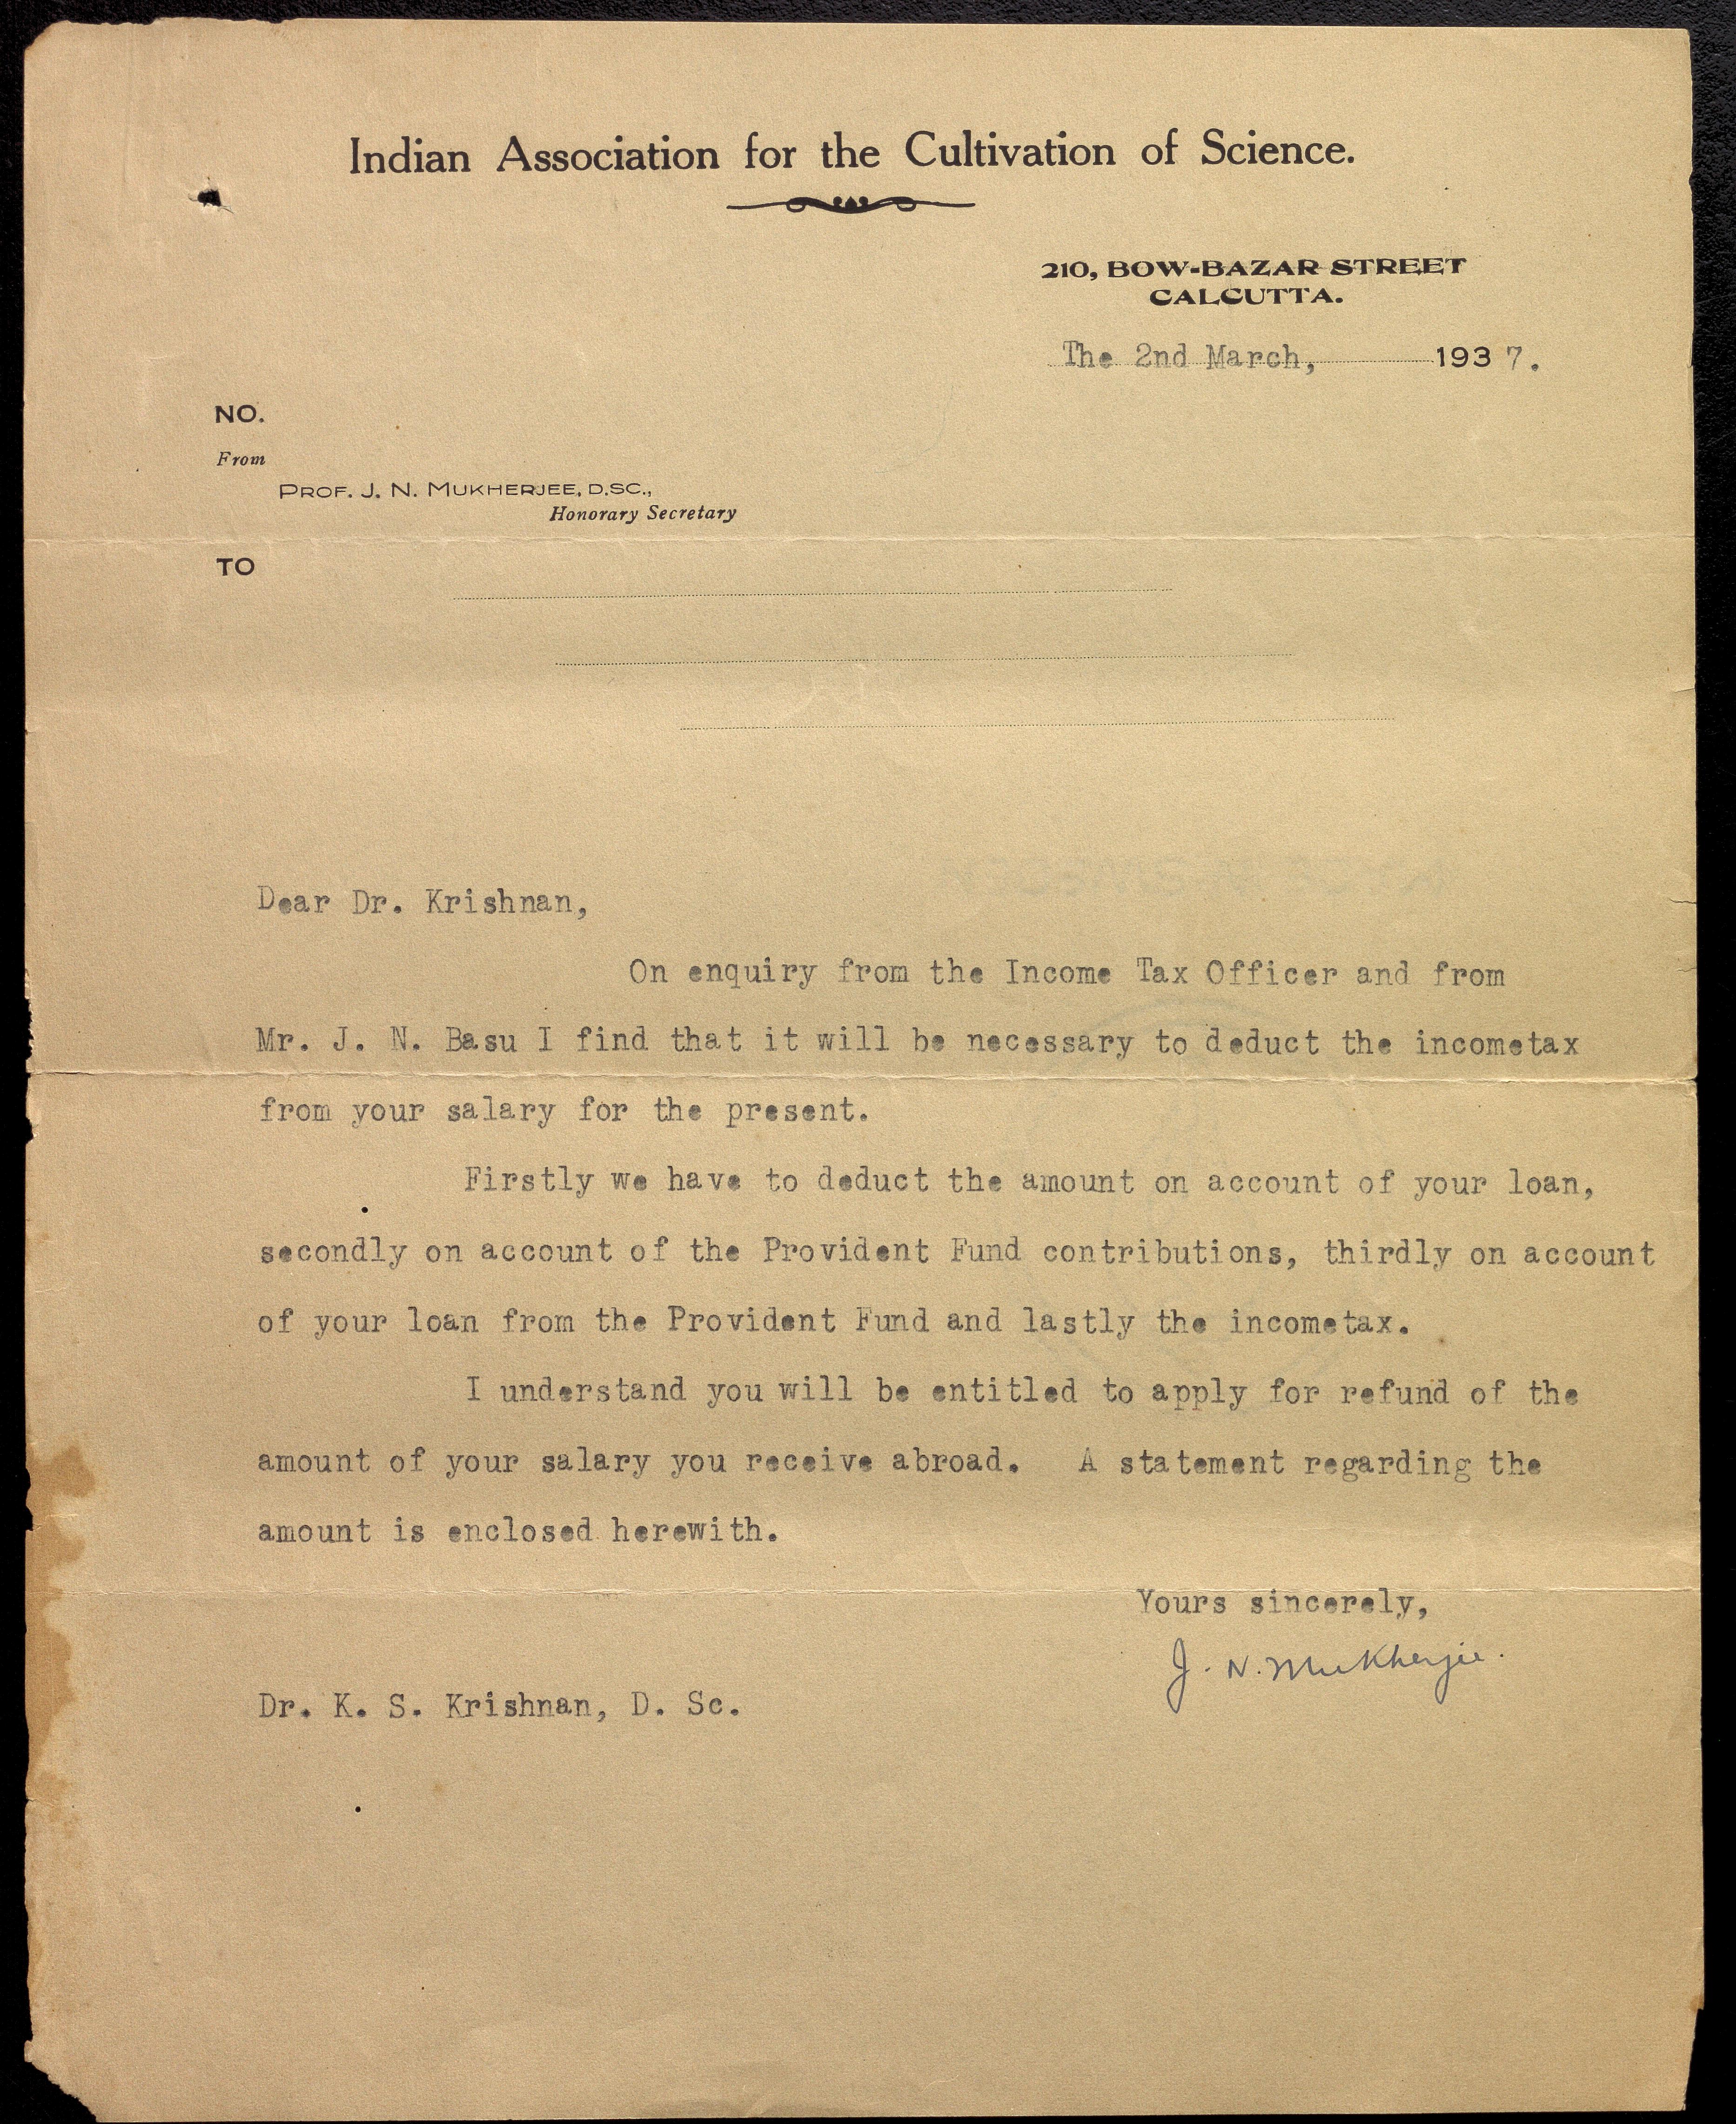 Indian Association for the Cultivation of Science.
210, BOW-BAZAR STREET
CALCUTTA.
The 2nd March, 1937.
NO.
From
PROF. J. N. MUKHERJEE, D.SC.,
Honorary Secretary
TO
Dear Dr. Krishnan,
On enquiry from the Income Tax Officer and from
Mr. J. N. Basu I find that it will be necessary to deduct the incometax
from your salary for the present.
Firstly we have to deduct the amount on account of your loan,
secondly on account of the Provident Fund contributions, thirdly on account
of your loan from the Provident Fund and lastly the incometax.
I understand you will be entitled to apply for refund of the
amount of your salary you receive abroad. A statement regarding the
amount is enclosed herewith.
Yours sincerely,
J. N. Mukherjee.
Dr. K. S. Krishnan, D. Sc.